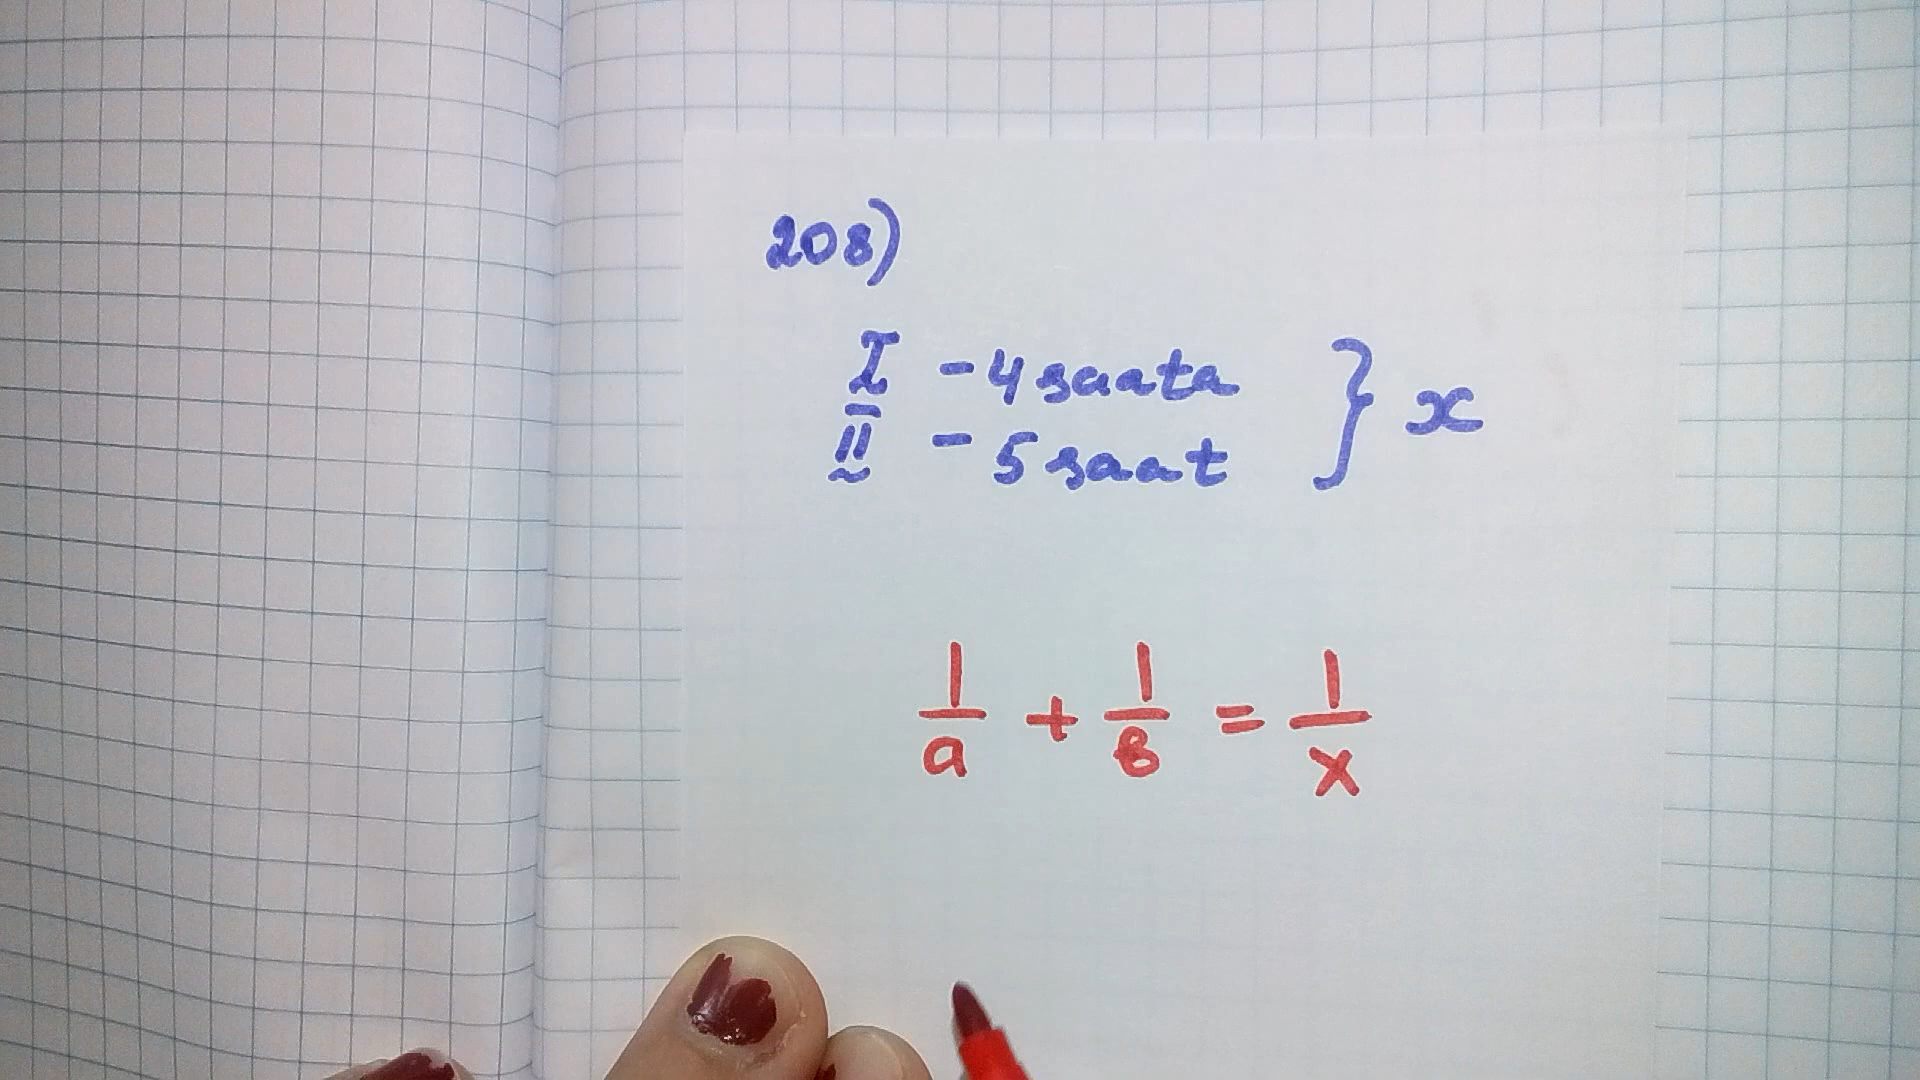 208)
I - 4 saata
II - 5 saat } x
1/a + 1/b = 1/x